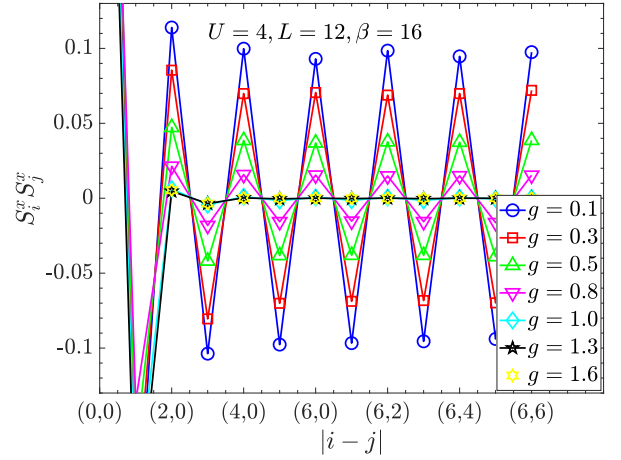 U = 4, L = 12, β = 16
0.1
0.05
0
-0.05
-0.1
S_i^x S_j^x
(0,0) (2,0) (4,0) (6,0) (6,2) (6,4) (6,6)
|i − j|
g = 0.1
g = 0.3
g = 0.5
g = 0.8
g = 1.0
g = 1.3
g = 1.6